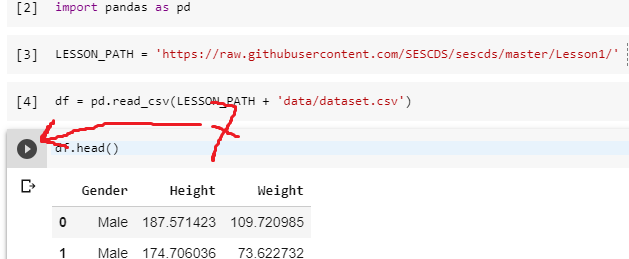 [2] import pandas as pd
[3] LESSON_PATH = 'https://raw.githubusercontent.com/SESCDS/sescds/master/Lesson1/'
[4] df = pd.read_csv(LESSON_PATH + 'data/dataset.csv')
df.head()
Gender Height Weight
0 Male 187.571423 109.720985
1 Male 174.706036 73.622732